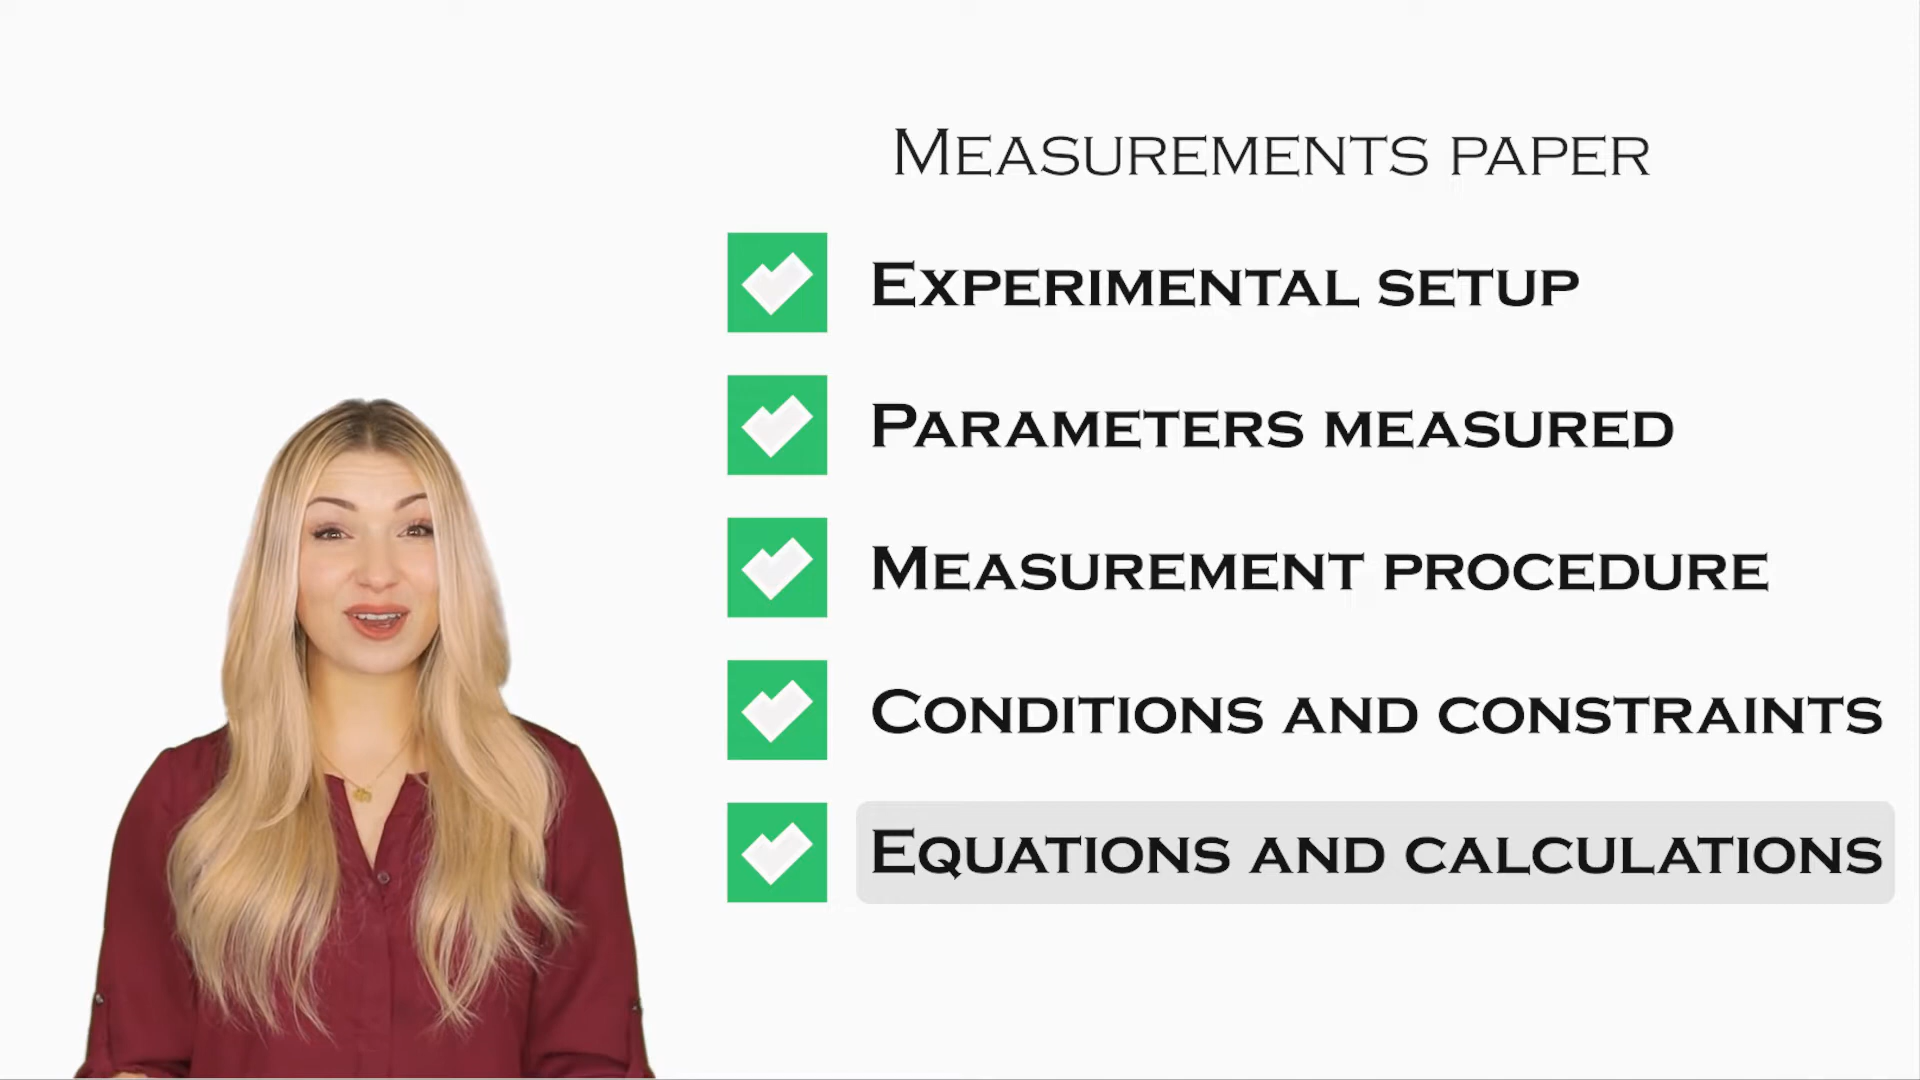 Measurements paper
Experimental setup
Parameters measured
Measurement procedure
Conditions and constraints
Equations and calculations